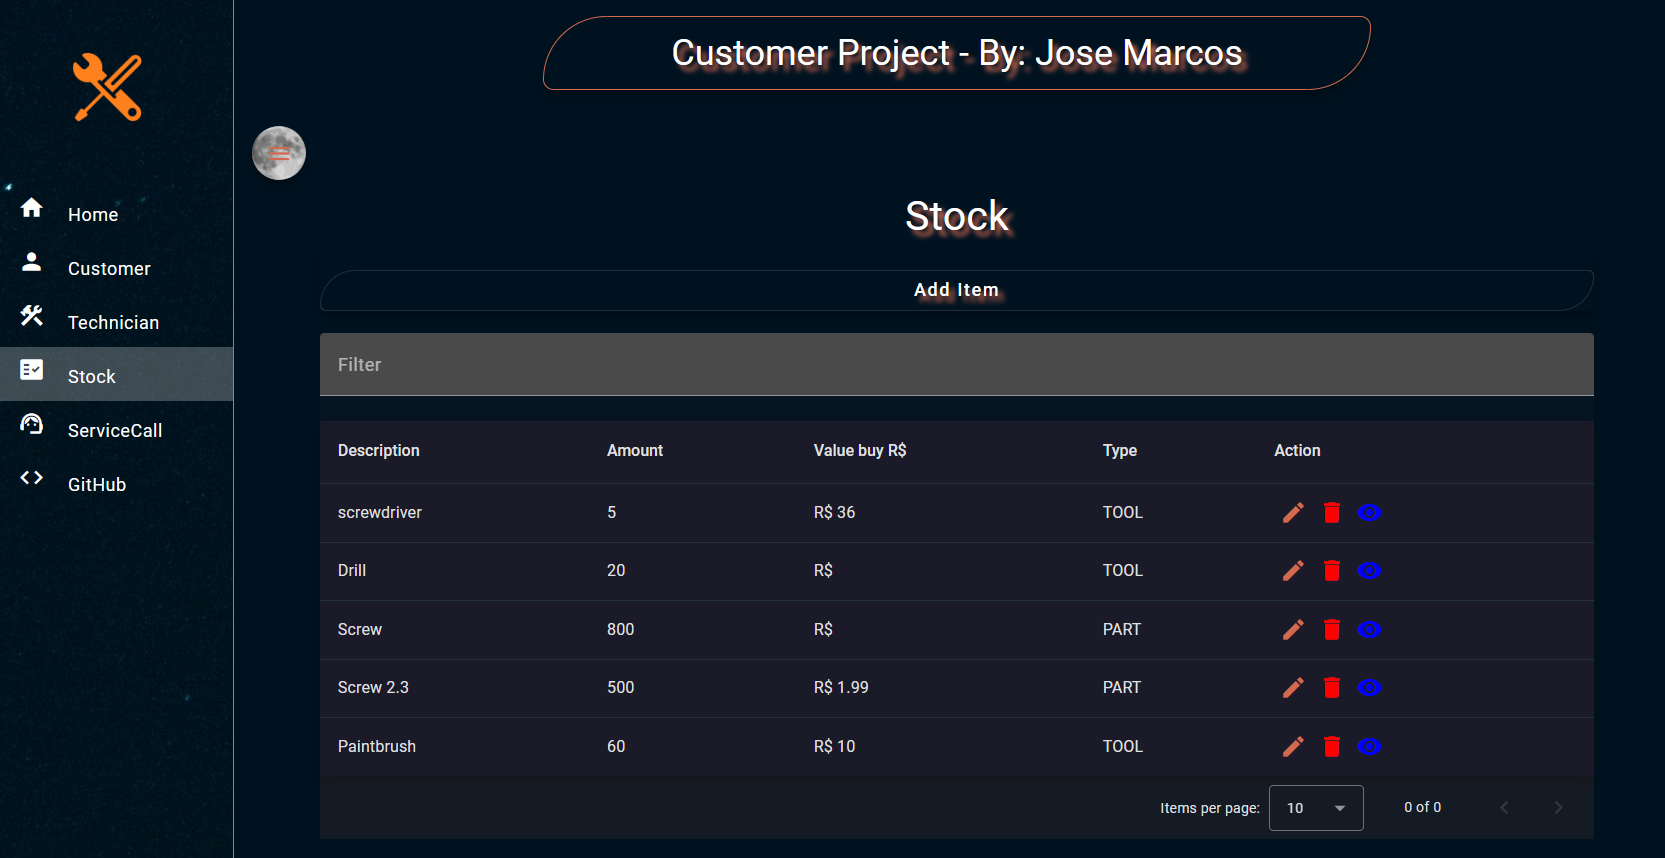 Customer Project - By: Jose Marcos
Home
Customer
Technician
Stock
ServiceCall
GitHub
Stock
Add Item
Filter
Description Amount Value buy R$ Type Action
screwdriver 5 R$ 36 TOOL
Drill 20 R$ TOOL
Screw 800 R$ PART
Screw 2.3 500 R$ 1.99 PART
Paintbrush 60 R$ 10 TOOL
Items per page: 10 0 of 0